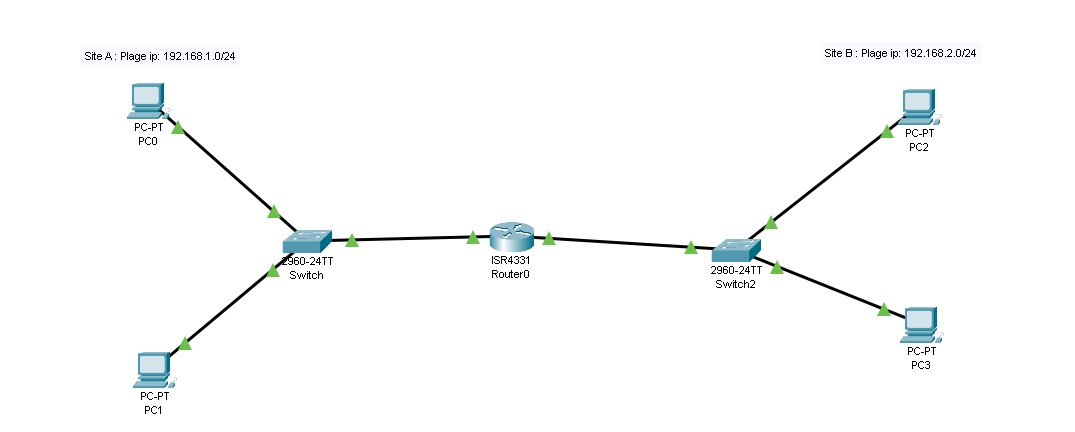 Site A : Plage ip: 192.168.1.0/24
Site B : Plage ip: 192.168.2.0/24
PC-PT
PC0
PC-PT
PC2
2960-24TT
Switch
ISR4331
Router0
2960-24TT
Switch2
PC-PT
PC3
PC-PT
PC1